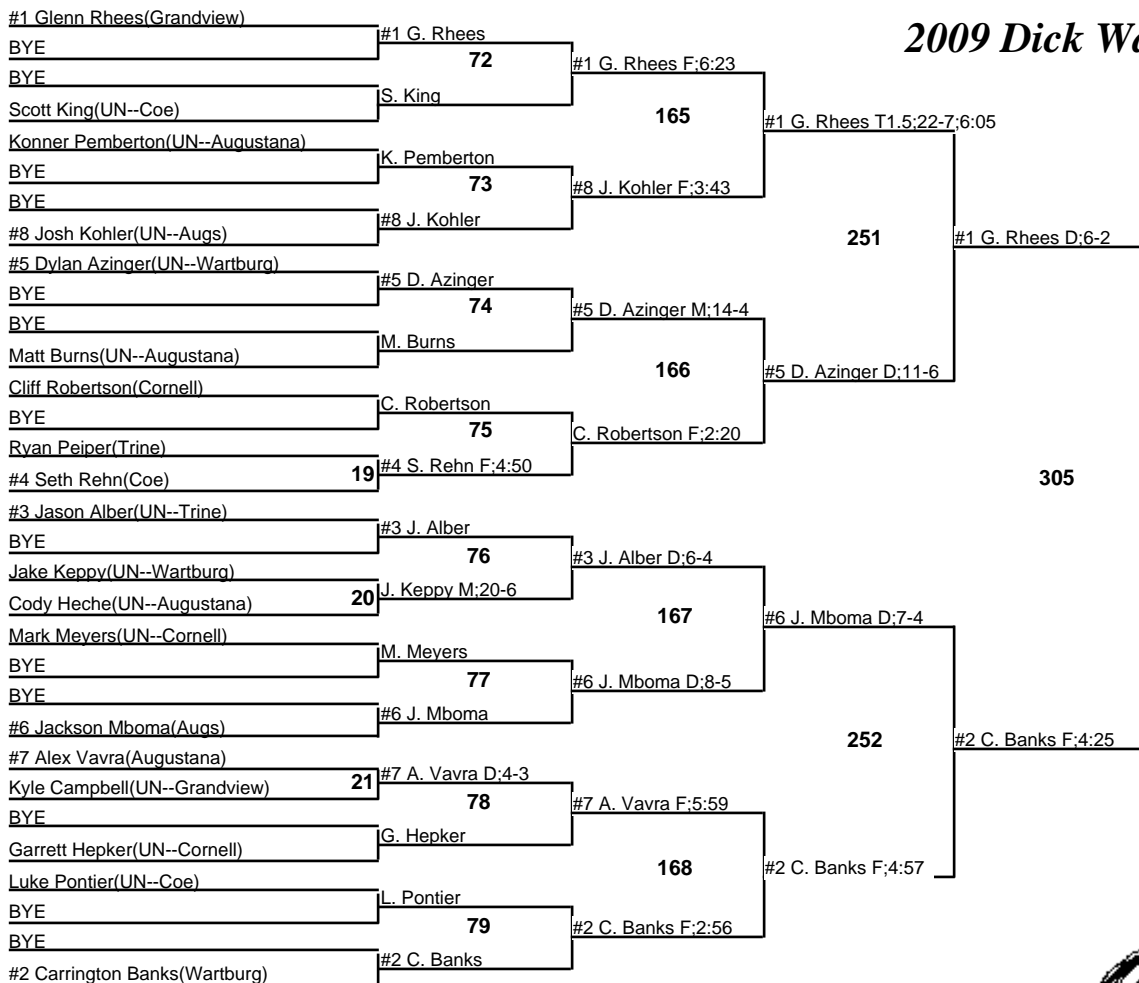 2009 Dick Wa
#1 Glenn Rhees(Grandview)
BYE
BYE
Scott King(UN--Coe)
Konner Pemberton(UN--Augustana)
BYE
BYE
#8 Josh Kohler(UN--Augs)
#5 Dylan Azinger(UN--Wartburg)
BYE
BYE
Matt Burns(UN--Augustana)
Cliff Robertson(Cornell)
BYE
Ryan Peiper(Trine)
#4 Seth Rehn(Coe)
#3 Jason Alber(UN--Trine)
BYE
Jake Keppy(UN--Wartburg)
Cody Heche(UN--Augustana)
Mark Meyers(UN--Cornell)
BYE
BYE
#6 Jackson Mboma(Augs)
#7 Alex Vavra(Augustana)
Kyle Campbell(UN--Grandview)
BYE
Garrett Hepker(UN--Cornell)
Luke Pontier(UN--Coe)
BYE
BYE
#2 Carrington Banks(Wartburg)
19
20
21
#1 G. Rhees
S. King
K. Pemberton
#8 J. Kohler
#5 D. Azinger
M. Burns
C. Robertson
#4 S. Rehn F;4:50
#3 J. Alber
J. Keppy M;20-6
M. Meyers
#6 J. Mboma
#7 A. Vavra D;4-3
G. Hepker
L. Pontier
#2 C. Banks
72
73
74
75
76
77
78
79
#1 G. Rhees F;6:23
#8 J. Kohler F;3:43
#5 D. Azinger M;14-4
C. Robertson F;2:20
#3 J. Alber D;6-4
#6 J. Mboma D;8-5
#7 A. Vavra F;5:59
#2 C. Banks F;2:56
165
166
167
168
#1 G. Rhees T1.5;22-7;6:05
#5 D. Azinger D;11-6
#6 J. Mboma D;7-4
#2 C. Banks F;4:57
251
252
#1 G. Rhees D;6-2
#2 C. Banks F;4:25
305